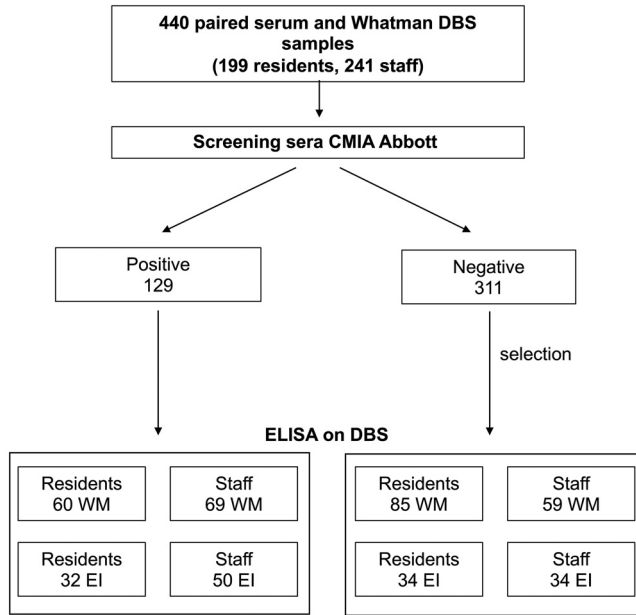 440 paired serum and Whatman DBS
samples
(199 residents, 241 staff)
Screening sera CMIA Abbott
Positive
129
Negative
311
selection
ELISA on DBS
Residents
60 WM
Staff
69 WM
Residents
85 WM
Staff
59 WM
Residents
32 EI
Staff
50 EI
Residents
34 EI
Staff
34 EI